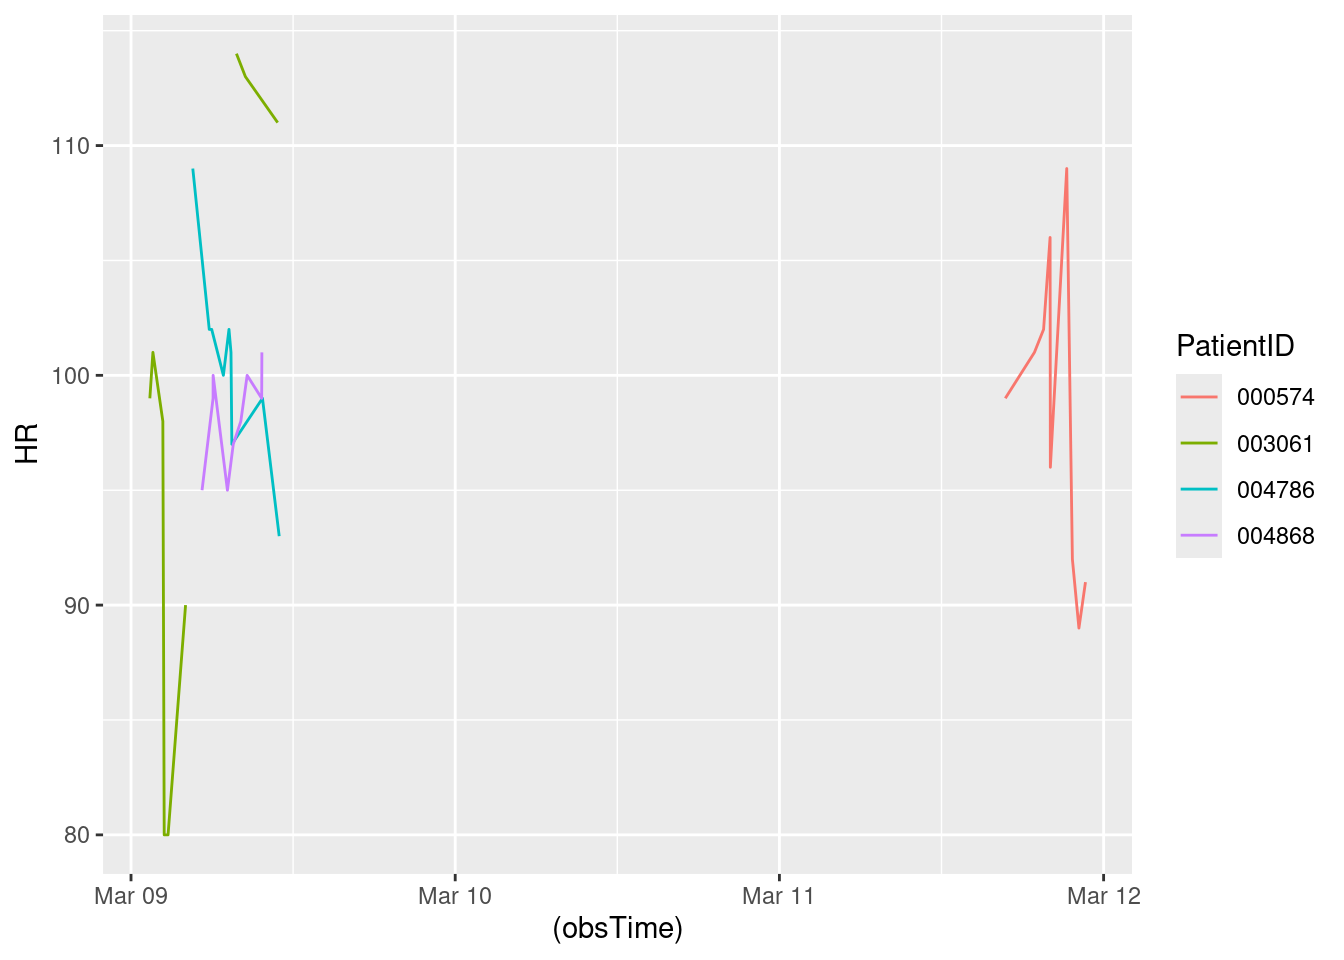 110
100
90
80
HR
Mar 09
Mar 10
Mar 11
Mar 12
(obsTime)
PatientID
000574
003061
004786
004868